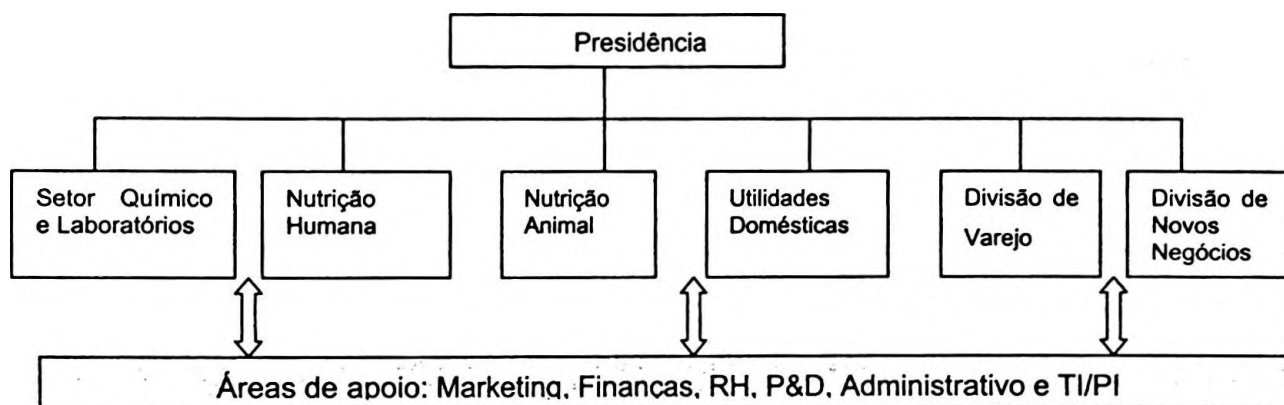 Presidência
Setor Químico
e Laboratórios
Nutrição
Humana
Nutrição
Animal
Utilidades
Domésticas
Divisão de
Varejo
Divisão de
Novos
Negócios
Áreas de apoio: Marketing, Finanças, RH, P&D, Administrativo e TI/PI